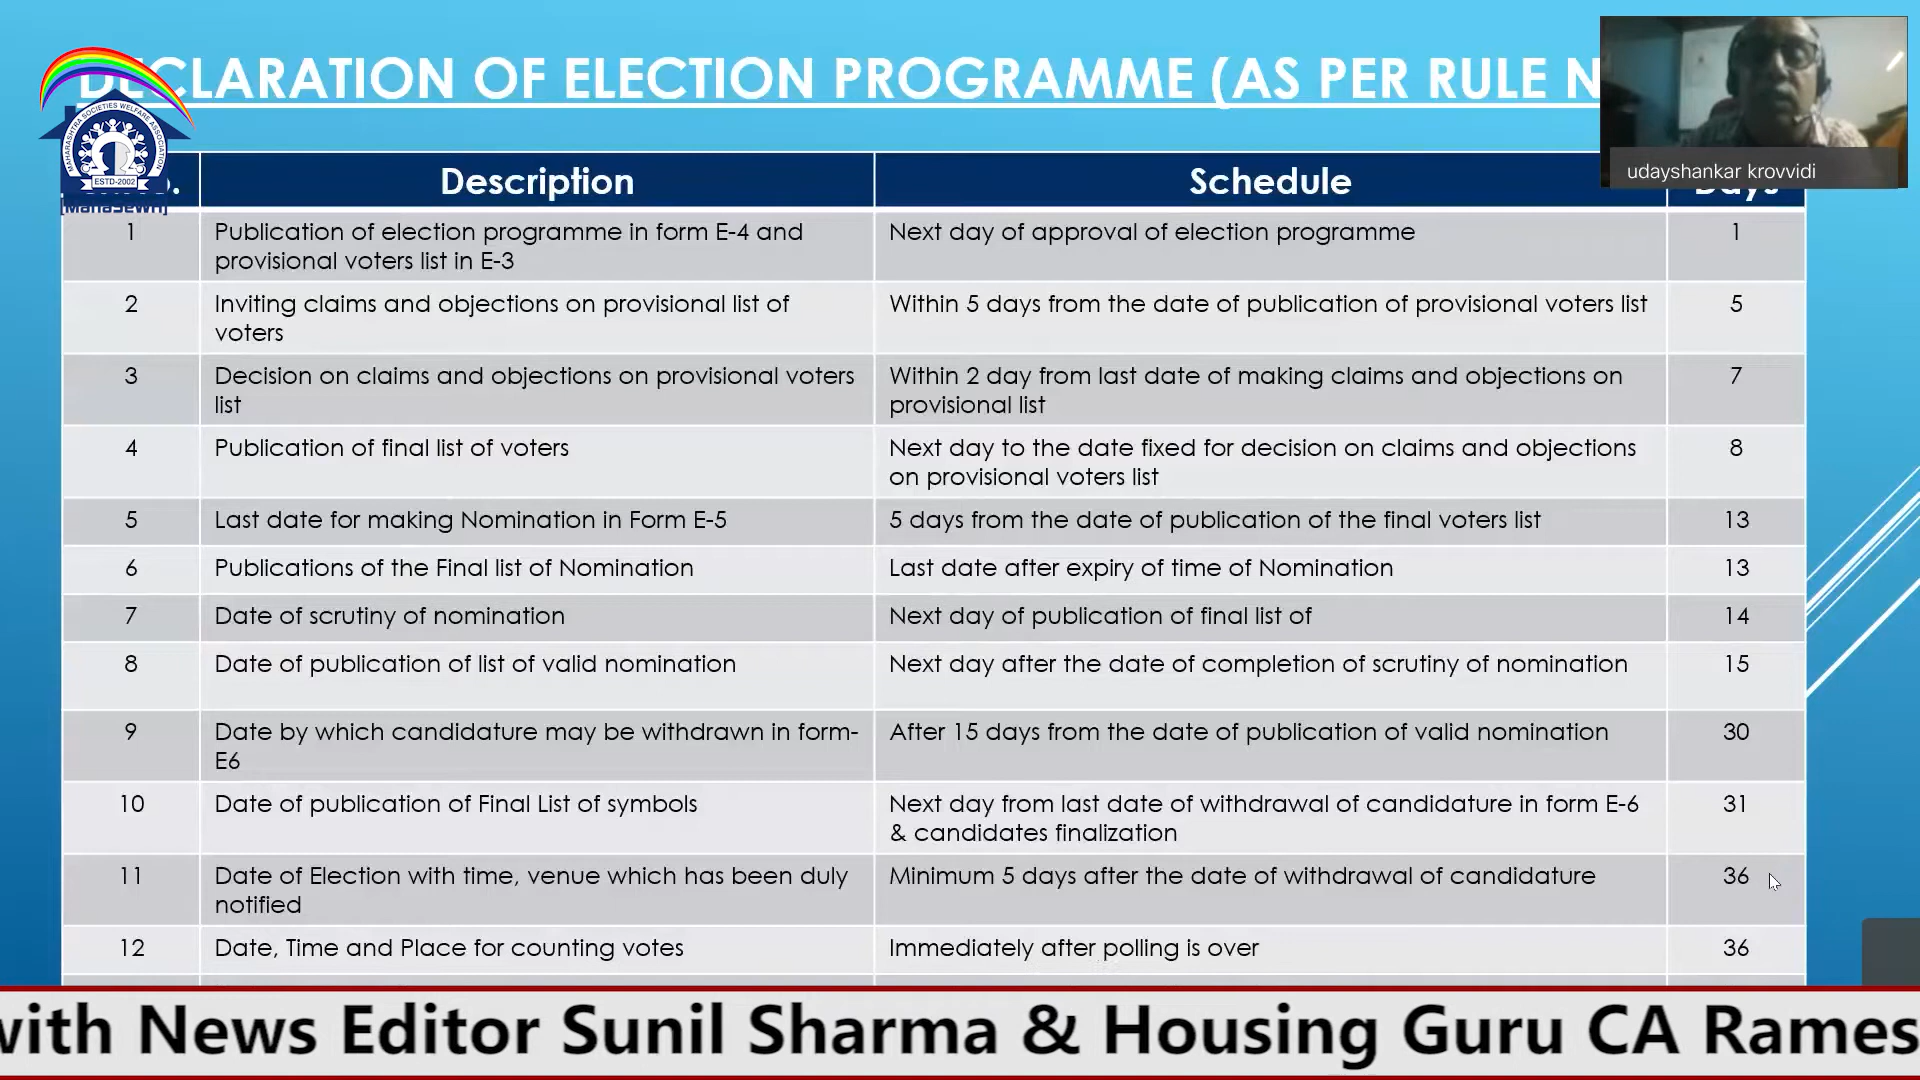 DECLARATION OF ELECTION PROGRAMME (AS PER RULE N
MAHARASHTRA SOCIETIES WELFARE ASSOCIATION
ESTD-2002
[MahaSeWA]
udayshankar krovvidi
Description Schedule Days
1 Publication of election programme in form E-4 and Next day of approval of election programme 1
provisional voters list in E-3
2 Inviting claims and objections on provisional list of Within 5 days from the date of publication of provisional voters list 5
voters
3 Decision on claims and objections on provisional voters Within 2 day from last date of making claims and objections on 7
list provisional list
4 Publication of final list of voters Next day to the date fixed for decision on claims and objections 8
on provisional voters list
5 Last date for making Nomination in Form E-5 5 days from the date of publication of the final voters list 13
6 Publications of the Final list of Nomination Last date after expiry of time of Nomination 13
7 Date of scrutiny of nomination Next day of publication of final list of 14
8 Date of publication of list of valid nomination Next day after the date of completion of scrutiny of nomination 15
9 Date by which candidature may be withdrawn in form- After 15 days from the date of publication of valid nomination 30
E6
10 Date of publication of Final List of symbols Next day from last date of withdrawal of candidature in form E-6 31
& candidates finalization
11 Date of Election with time, venue which has been duly Minimum 5 days after the date of withdrawal of candidature 36
notified
12 Date, Time and Place for counting votes Immediately after polling is over 36
with News Editor Sunil Sharma & Housing Guru CA Rames